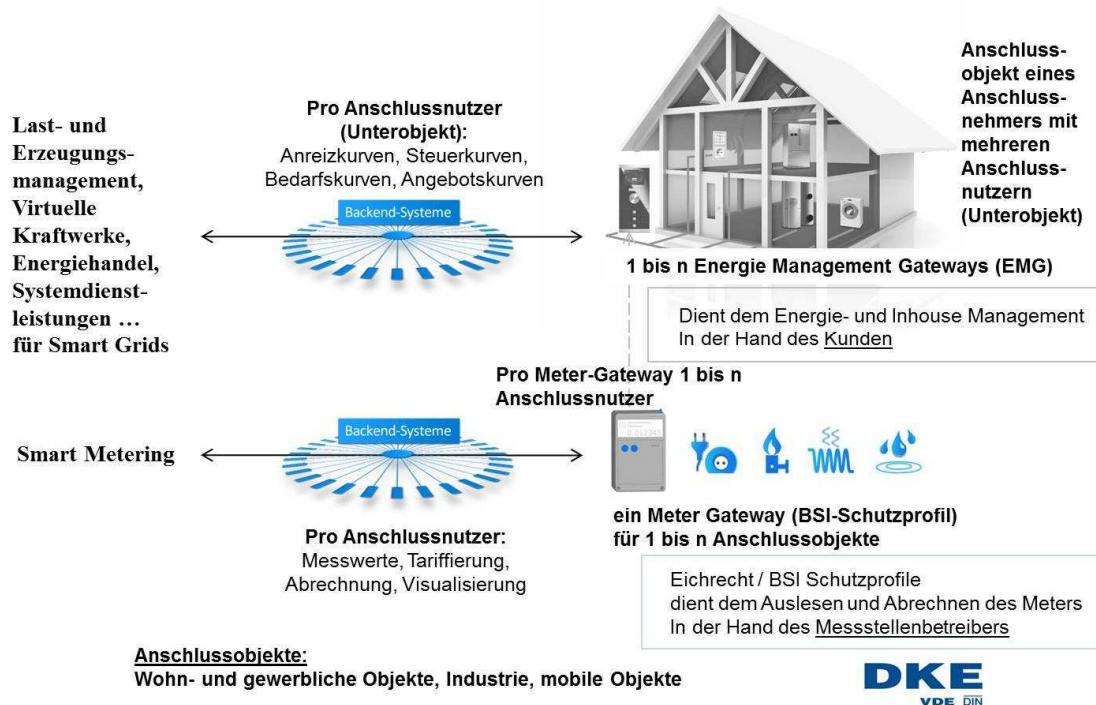 Last- und
Erzeugungs-
management,
Virtuelle
Kraftwerke,
Energiehandel,
Systemdienst-
leistungen …
für Smart Grids
Pro Anschlussnutzer
(Unterobjekt):
Anreizkurven, Steuerkurven,
Bedarfskurven, Angebotskurven
Backend-Systeme
Anschluss-
objekt eines
Anschluss-
nehmers mit
mehreren
Anschluss-
nutzern
(Unterobjekt)
1 bis n Energie Management Gateways (EMG)
Dient dem Energie- und Inhouse Management
In der Hand des Kunden
Pro Meter-Gateway 1 bis n
Anschlussnutzer
Smart Metering
Backend-Systeme
Pro Anschlussnutzer:
Messwerte, Tariffierung,
Abrechnung, Visualisierung
ein Meter Gateway (BSI-Schutzprofil)
für 1 bis n Anschlussobjekte
Eichrecht / BSI Schutzprofile
dient dem Auslesen und Abrechnen des Meters
In der Hand des Messstellenbetreibers
Anschlussobjekte:
Wohn- und gewerbliche Objekte, Industrie, mobile Objekte
DKE
VDE DIN